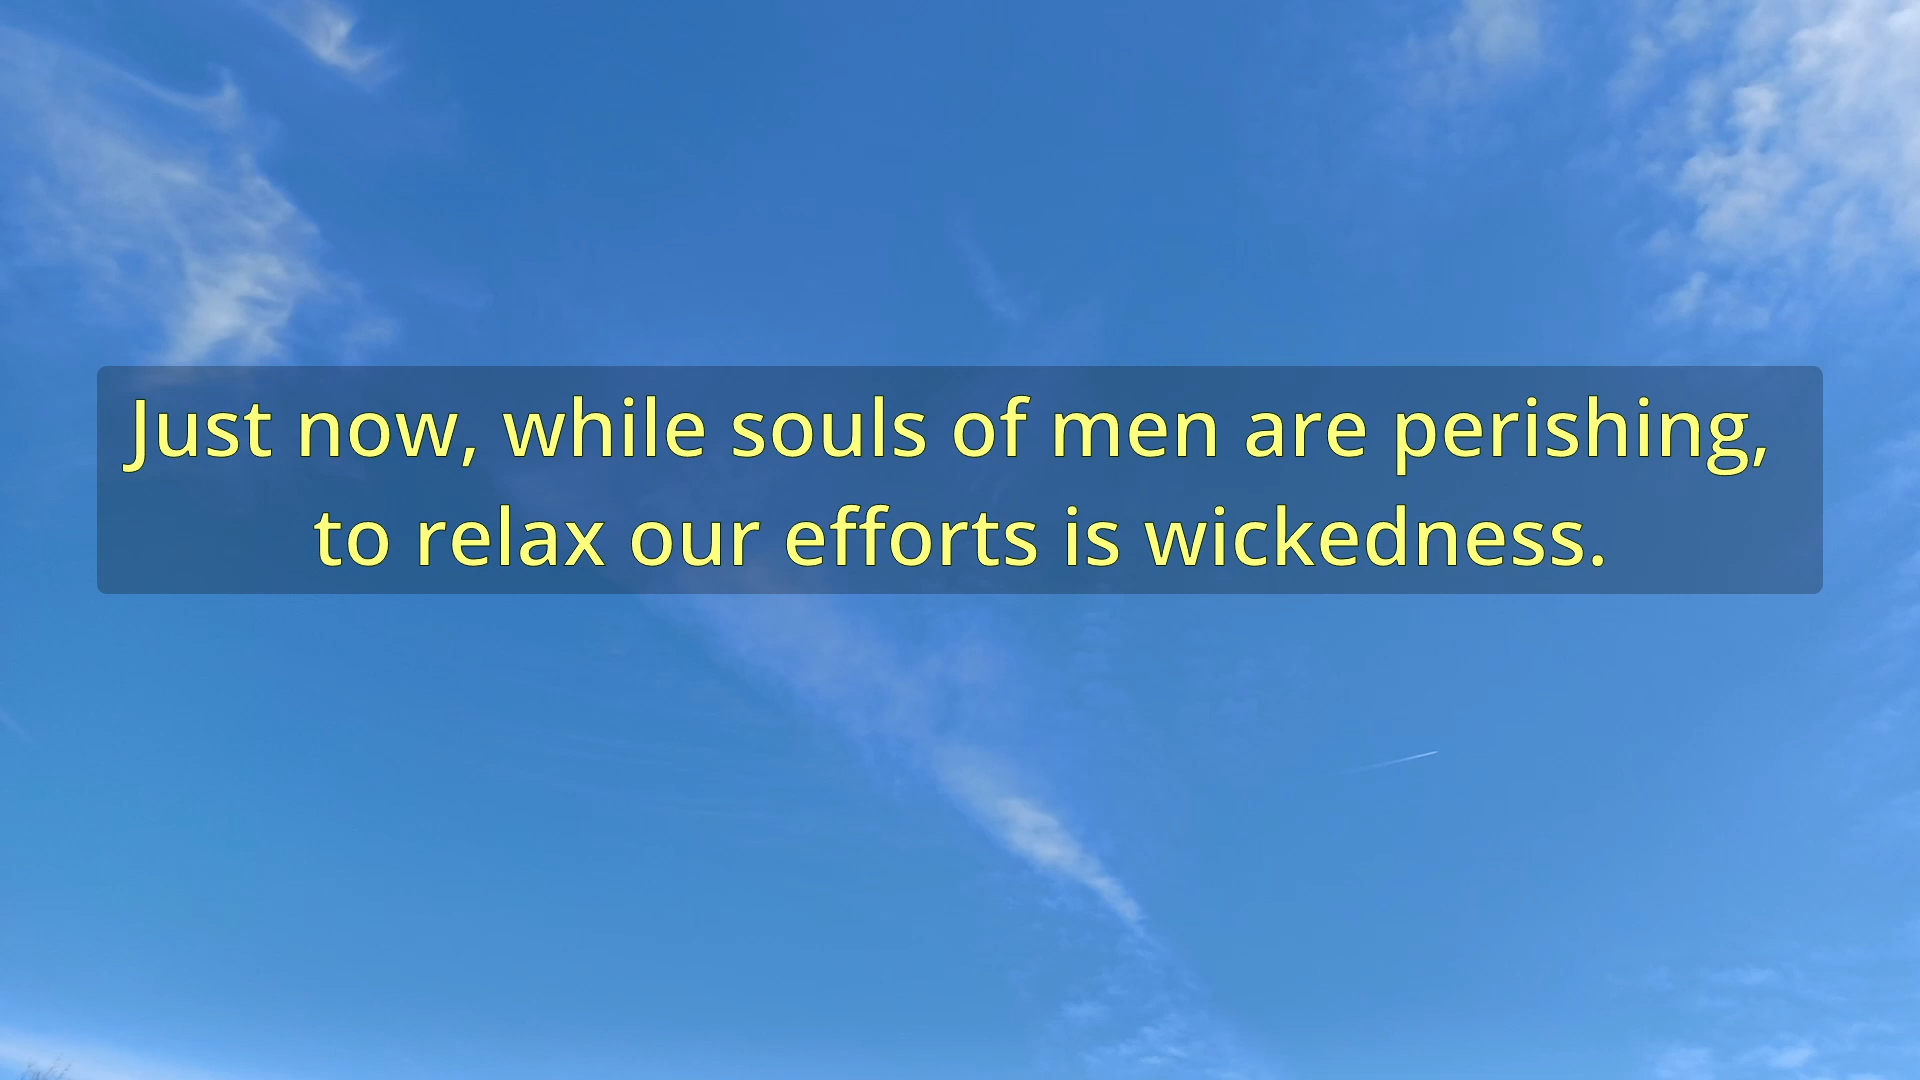 Just now, while souls of men are perishing,
to relax our efforts is wickedness.